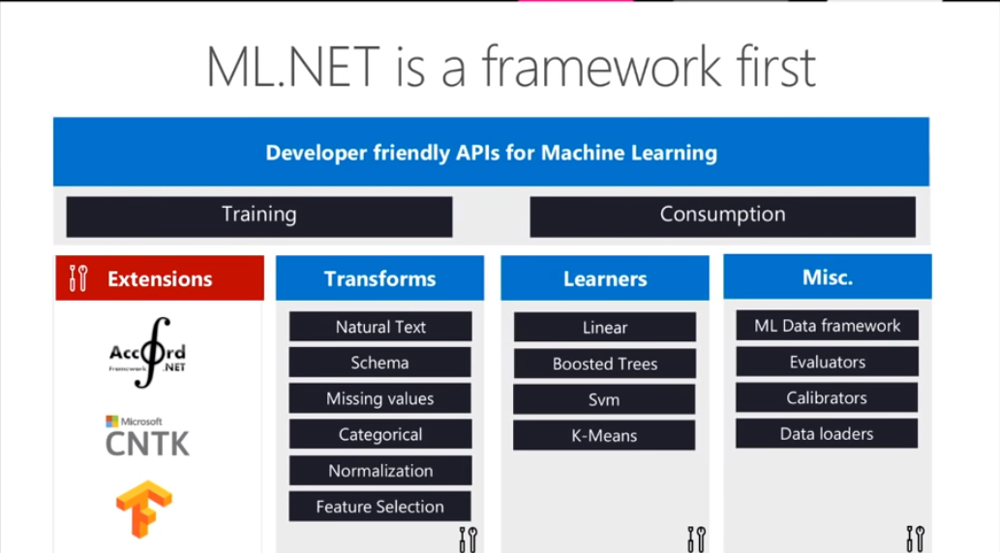 ML.NET is a framework first
Developer friendly APIs for Machine Learning
Training
Consumption
Extensions
Accord
Framework .NET
Microsoft
CNTK
Transforms
Natural Text
Schema
Missing values
Categorical
Normalization
Feature Selection
Learners
Linear
Boosted Trees
Svm
K-Means
Misc.
ML Data framework
Evaluators
Calibrators
Data loaders